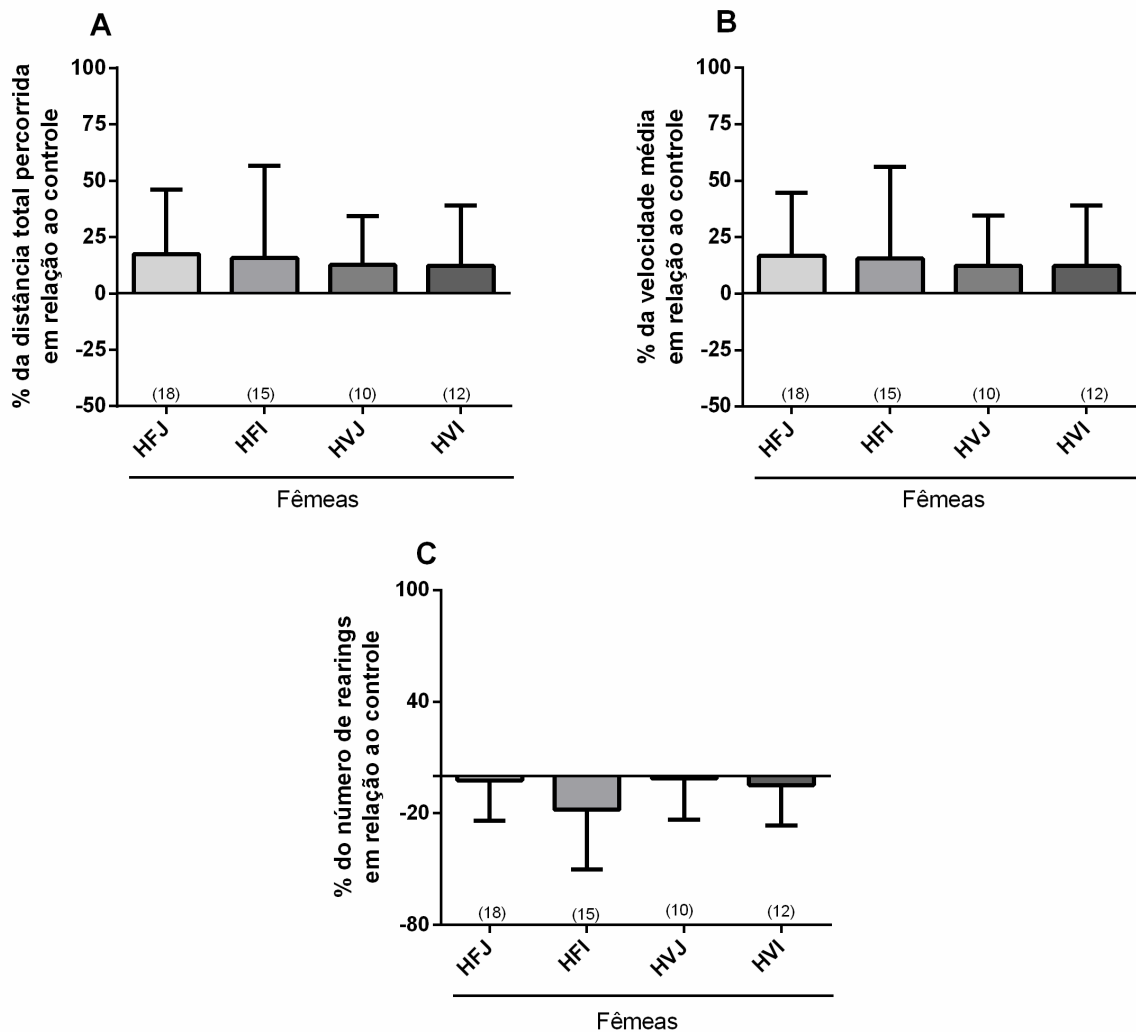 A
% da distância total percorrida
em relação ao controle
100
75
50
25
0
-25
-50
(18)
(15)
(10)
(12)
HFJ
HFI
HVJ
HVI
Fêmeas
B
% da velocidade média
em relação ao controle
100
75
50
25
0
-25
-50
(18)
(15)
(10)
(12)
HFJ
HFI
HVJ
HVI
Fêmeas
C
% do número de rearings
em relação ao controle
100
40
-20
-80
(18)
(15)
(10)
(12)
HFJ
HFI
HVJ
HVI
Fêmeas